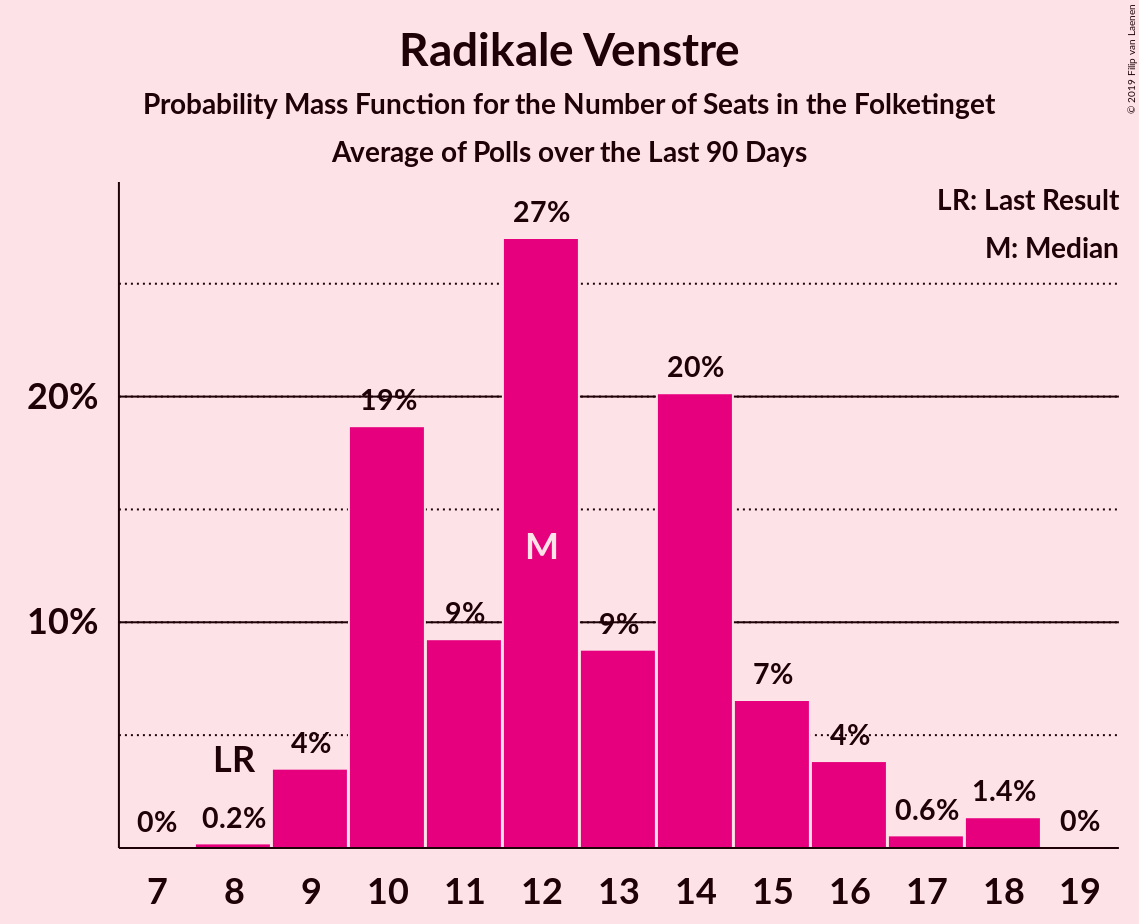 Radikale Venstre
Probability Mass Function for the Number of Seats in the Folketinget
Average of Polls over the Last 90 Days
© 2019 Filip van Laenen
LR: Last Result
M: Median
27%
20%
20%
19%
M
10%
9%
9%
7%
4%
4%
LR
0%
0.2%
0.6%
1.4%
0%
7 8 9 10 11 12 13 14 15 16 17 18 19